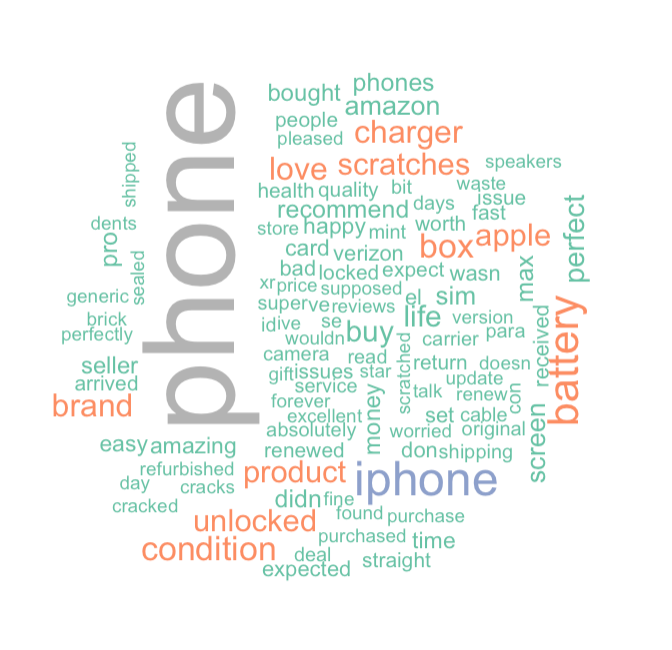 phone
bought
phones
amazon
people
pleased
charger
love
scratches
speakers
shipped
health
quality
bit
waste
issue
recommend
days
fast
dents
store
happy
mint
worth
box
apple
perfect
pro
card
verizon
sealed
bad
locked
expect
wasn
max
xr
price
supposed
el
sim
generic
superve
reviews
life
version
brick
idive
se
buy
para
received
battery
perfectly
wouldn
carrier
camera
read
scratched
return
doesn
seller
gift
issues
star
update
arrived
service
talk
renew
con
brand
forever
money
excellent
set
cable
screen
absolutely
worried
original
easy
amazing
renewed
don
shipping
refurbished
product
iphone
day
cracks
didn
fine
cracked
found
purchase
unlocked
purchased
time
condition
deal
straight
expected